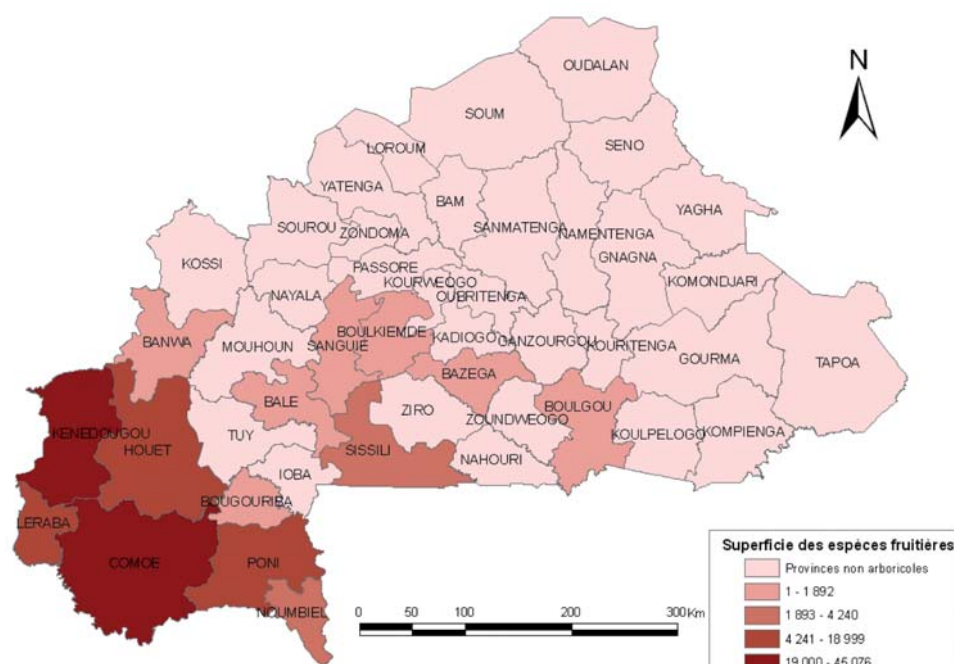 OUDALAN
N
SOUM
SENO
LOROUM
YATENGA
BAM
YAGHA
SOUROU
ZONDOMA
SANMATENGA
NAMENTENGA
GNAGNA
KOSSI
PASSORE
KOMONDJARI
KOURWEOGO
NAYALA
OUBRITENGA
BANWA
MOUHOUN
SANGUIE
BOULKIEMDE
KADIOGO
GANZOURGOU
KOURITENGA
GOURMA
TAPOA
BAZEGA
BALE
ZIRO
BOULGOU
KENEDOUGOU
TUY
ZOUNDWEOGO
KOULPELOGO
KOMPIENGA
HOUET
SISSILI
NAHOURI
IOBA
BOUGOURIBA
LERABA
COMOE
PONI
NOUMBIEL
0 50 100 200 300 Km
Superficie des espèces fruitières
Provinces non arboricoles
1 - 1 892
1 893 - 4 240
4 241 - 18 999
19 000 - 45 076